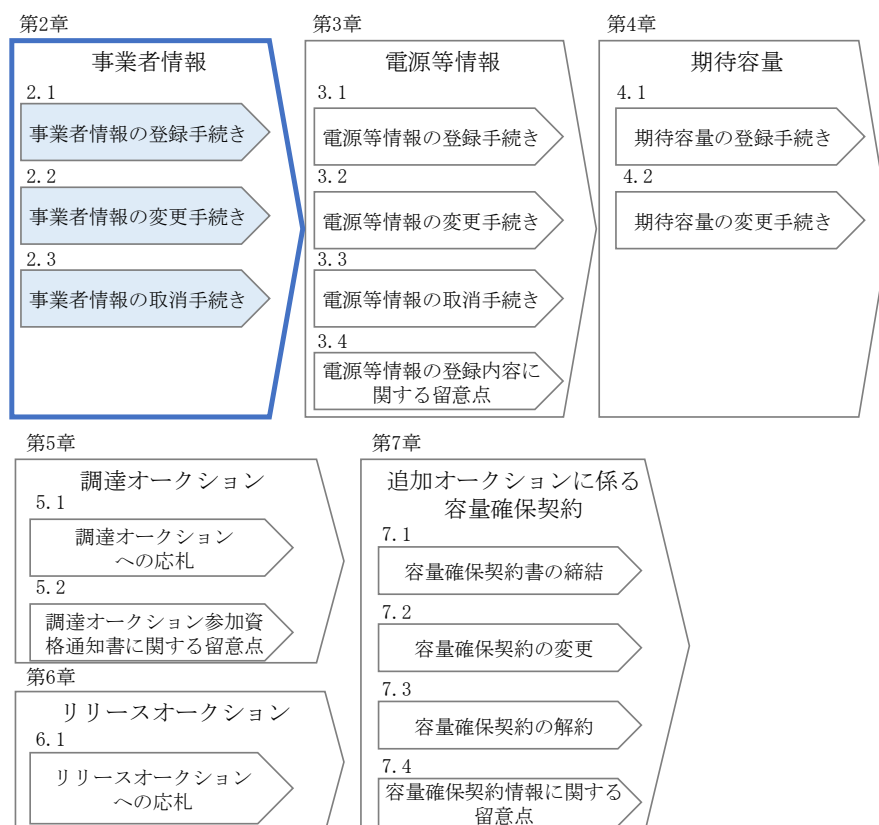 第2章
事業者情報
2.1
事業者情報の登録手続き
2.2
事業者情報の変更手続き
2.3
事業者情報の取消手続き
第3章
電源等情報
3.1
電源等情報の登録手続き
3.2
電源等情報の変更手続き
3.3
電源等情報の取消手続き
3.4
電源等情報の登録内容に
関する留意点
第4章
期待容量
4.1
期待容量の登録手続き
4.2
期待容量の変更手続き
第5章
調達オークション
5.1
調達オークション
への応札
5.2
調達オークション参加資
格通知書に関する留意点
第6章
リリースオークション
6.1
リリースオークション
への応札
第7章
追加オークションに係る
容量確保契約
7.1
容量確保契約書の締結
7.2
容量確保契約の変更
7.3
容量確保契約の解約
7.4
容量確保契約情報に関する
留意点